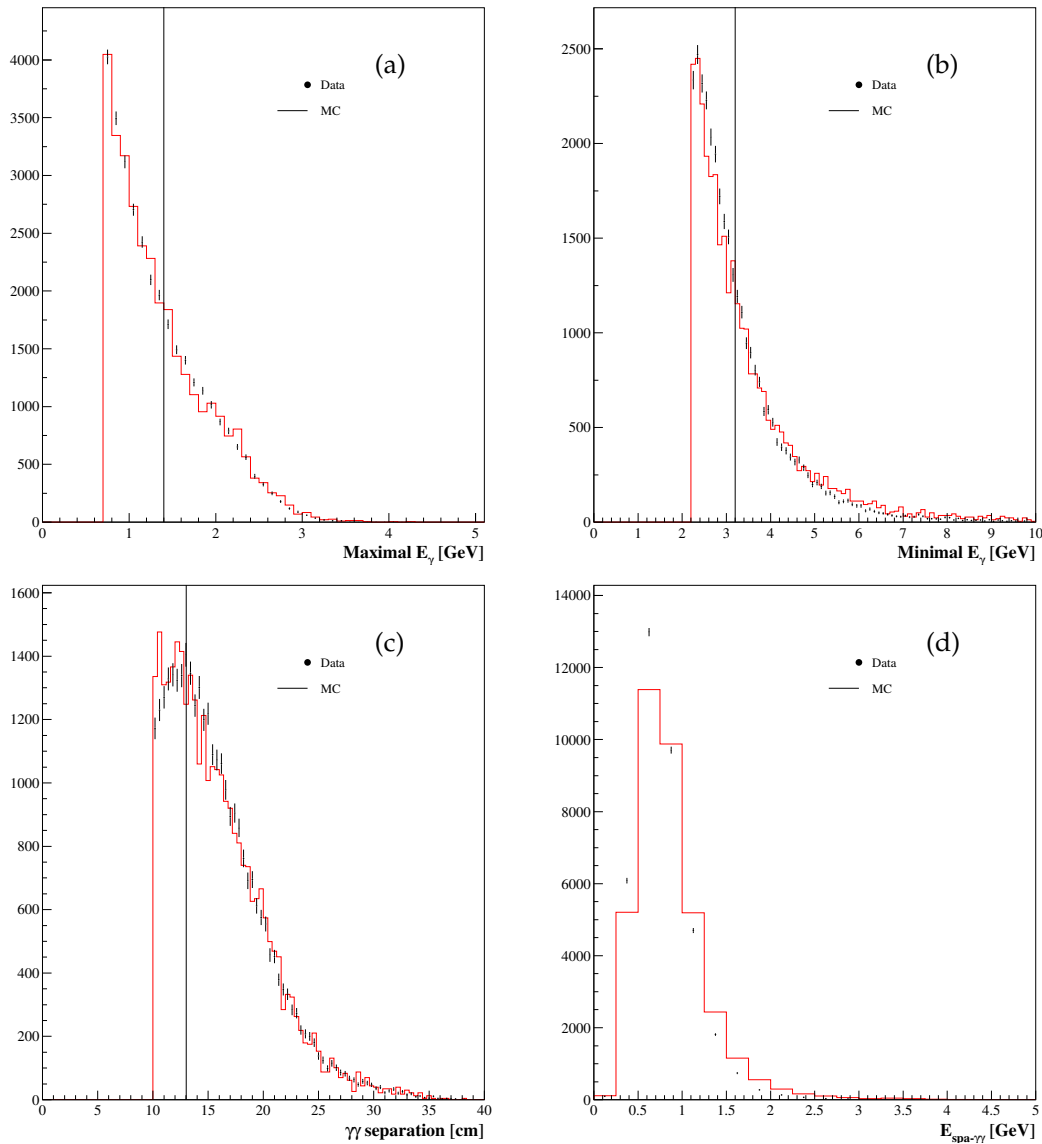 (a)
Data
MC
4000
3500
3000
2500
2000
1500
1000
500
0
0 1 2 3 4 5
Maximal Eγ [GeV]
(b)
Data
MC
2500
2000
1500
1000
500
0
0 1 2 3 4 5 6 7 8 9 10
Minimal Eγ [GeV]
(c)
Data
MC
1600
1400
1200
1000
800
600
400
200
0
0 5 10 15 20 25 30 35 40
γγ separation [cm]
(d)
Data
MC
14000
12000
10000
8000
6000
4000
2000
0
0 0.5 1 1.5 2 2.5 3 3.5 4 4.5 5
Espa-γγ [GeV]